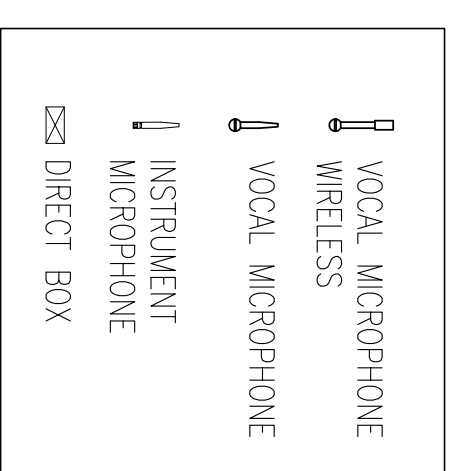 VOCAL MICROPHONE
WIRELESS
VOCAL MICROPHONE
INSTRUMENT
MICROPHONE
DIRECT BOX